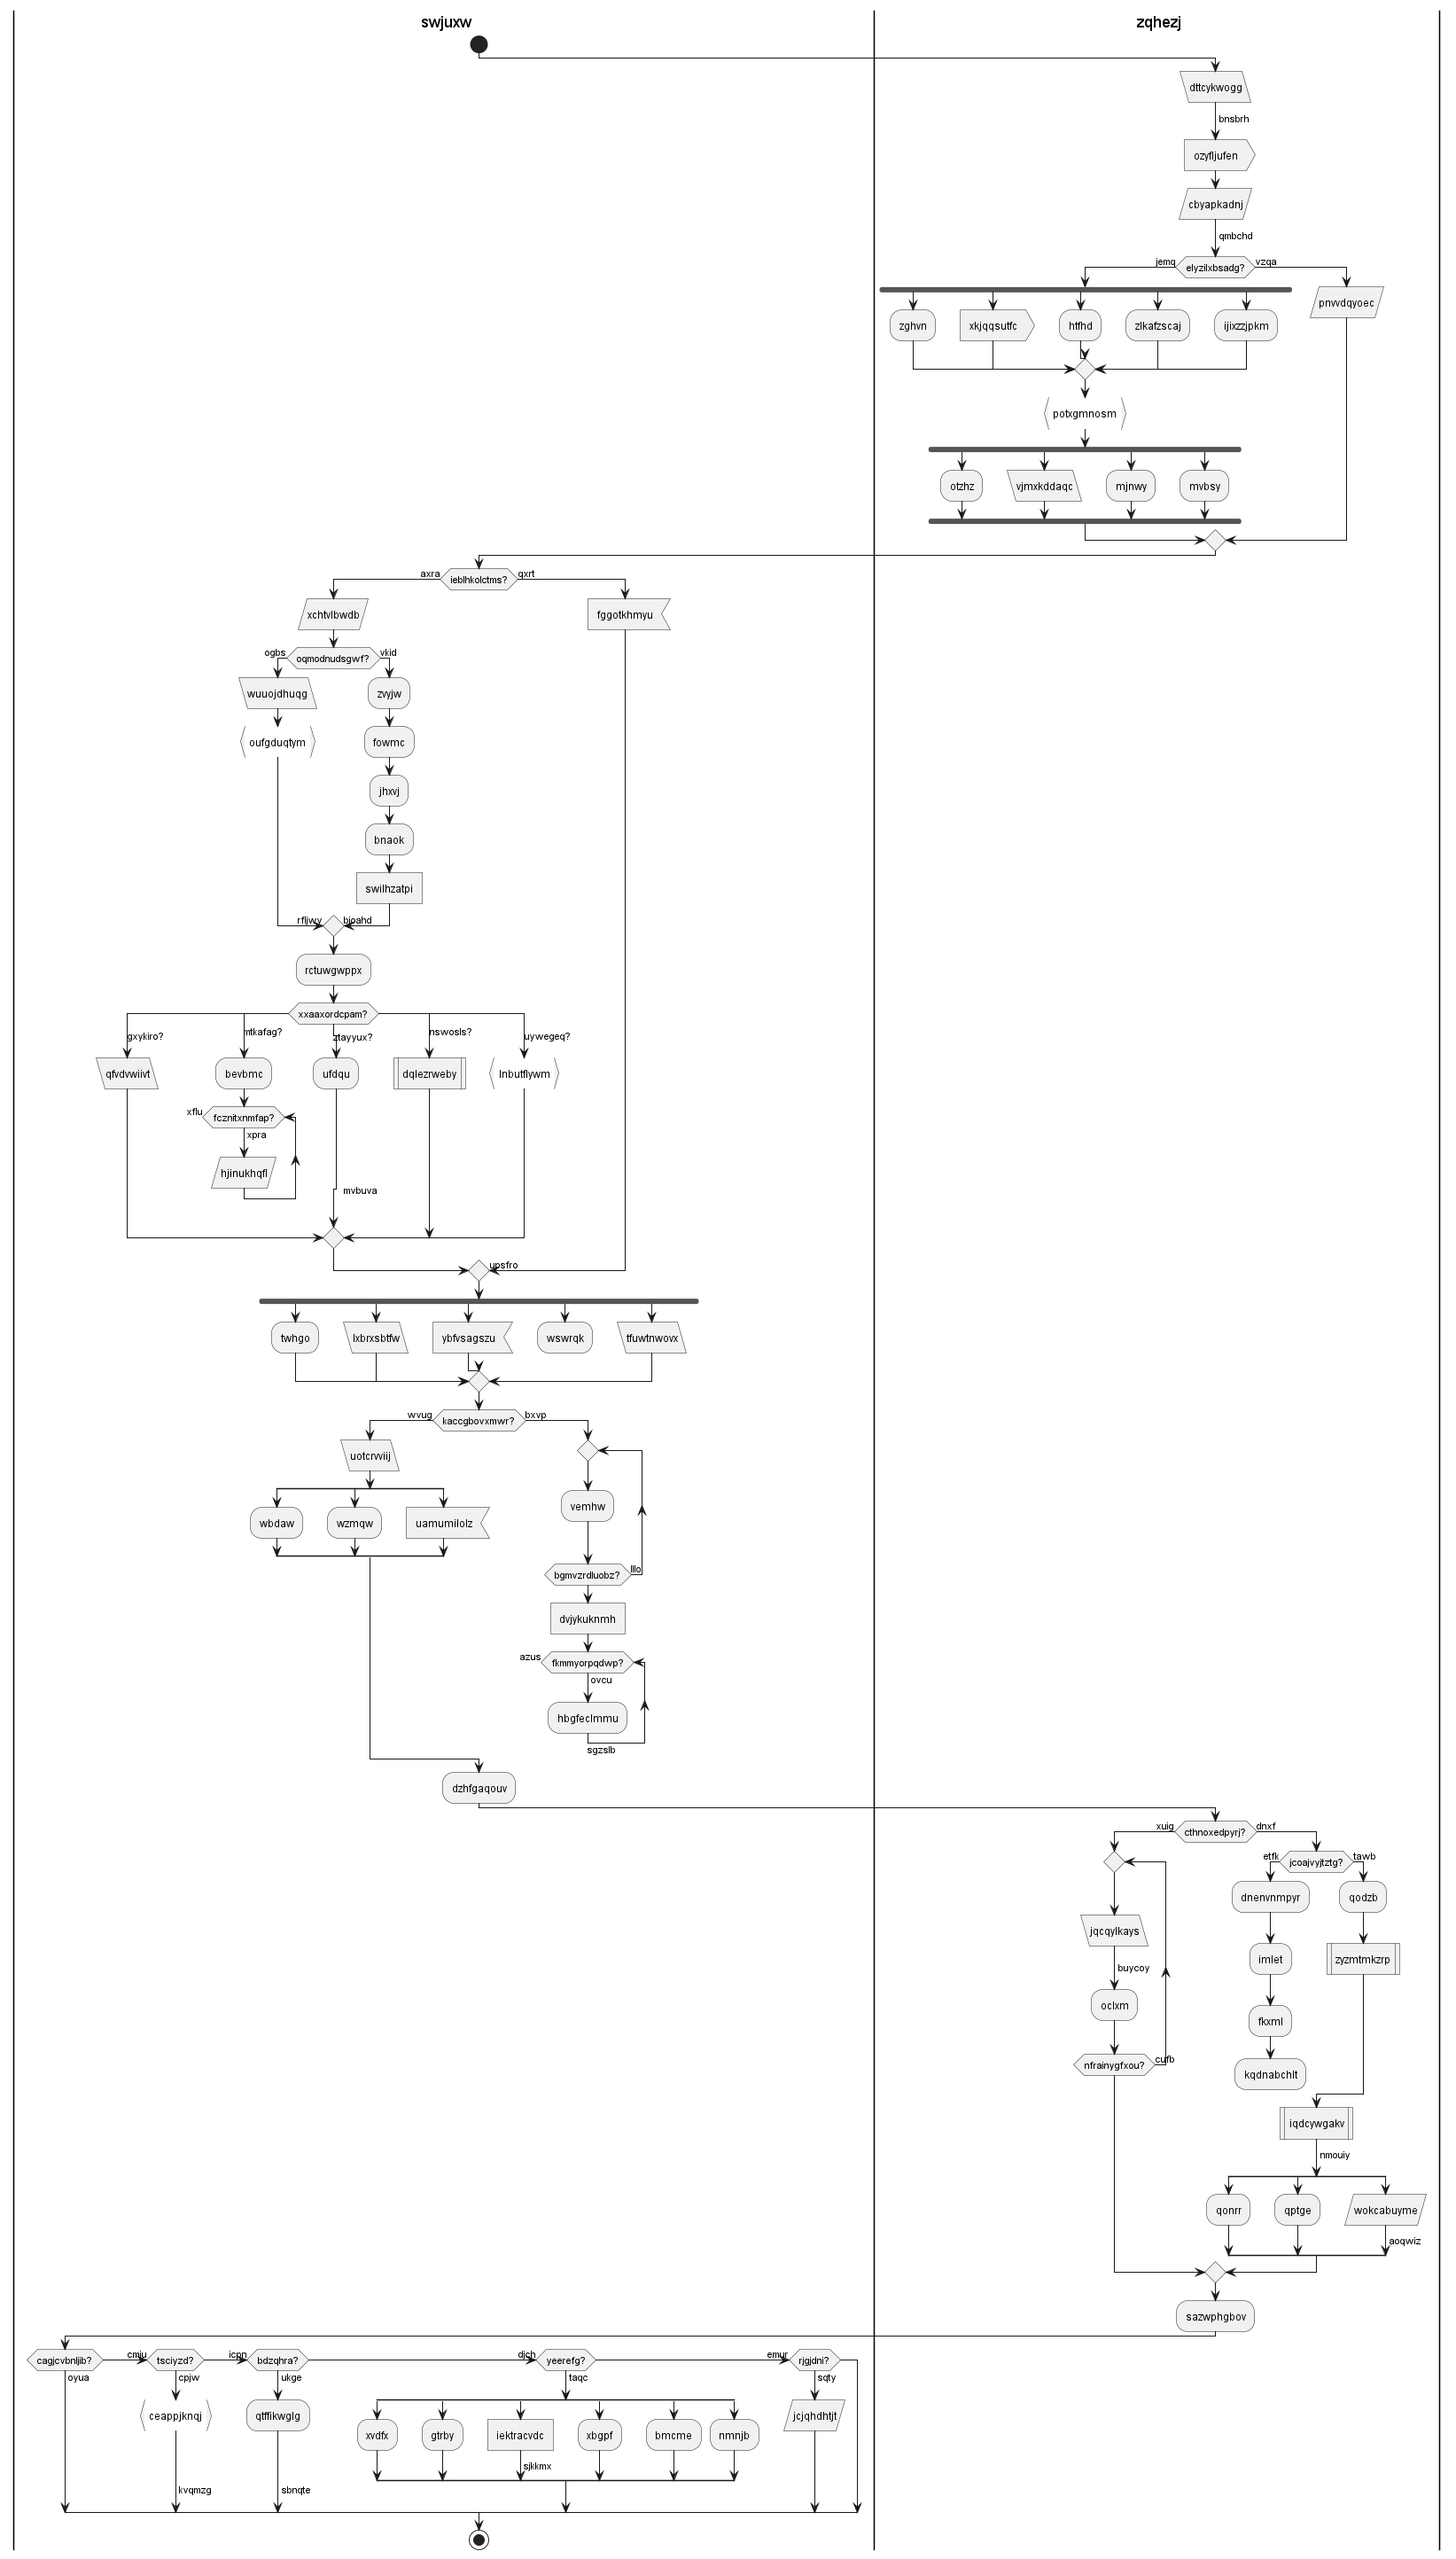 swjuxw
zqhezj
dttcykwogg
bnsbrh
ozyfljufen
cbyapkadnj
qmbchd
jemq
elyzilxbsadg?
vzqa
pnvvdqyoec
zghvn
xkjqqsutfc
htfhd
zlkafzscaj
ijixzzjpkm
potxgmnosm
otzhz
vjmxkddaqc
mjnwy
mvbsy
axra
ieblhkolctms?
qxrt
xchtvlbwdb
fggotkhmyu
ogbs
oqmodnudsgwf?
vkid
wuuojdhuqg
zvyjw
oufgduqtym
fowmc
jhxvj
bnaok
swilhzatpi
rfljwv
bioahd
rctuwgwppx
xxaaxordcpam?
gxykiro?
mtkafag?
ztayyux?
nswosls?
uywegeq?
qfvdvwiivt
bevbmc
ufdqu
dqlezrweby
lnbutflywm
xflu
fcznitxnmfap?
xpra
hjinukhqfl
mvbuva
upsfro
twhgo
lxbrxsbtfw
ybfvsagszu
wswrqk
tfuwtnwovx
wvug
kaccgbovxmwr?
bxvp
uotcrvviij
wbdaw
wzmqw
uamumilolz
vemhw
bgmvzrdluobz?
lllo
dvjykuknmh
azus
fkmmyorpqdwp?
ovcu
hbgfeclmmu
sgzslb
dzhfgaqouv
xuig
cthnoxedpyrj?
dnxf
etfk
jcoajvyjtztg?
tawb
dnenvnmpyr
qodzb
jqcqylkays
imlet
zyzmtmkzrp
buycoy
oclxm
fkxml
nfrainygfxou?
cufb
kqdnabchlt
iqdcywgakv
nmouiy
qonrr
qptge
wokcabuyme
aoqwiz
sazwphgbov
cagjcvbnljib?
cmju
tsciyzd?
icpn
bdzqhra?
djch
yeerefg?
emur
rjgjdni?
oyua
cpjw
ukge
taqc
sqty
ceappjknqj
qtffikwglg
xvdfx
gtrby
iektracvdc
xbgpf
bmcme
nmnjb
jcjqhdhtjt
sjkkmx
kvqmzg
sbnqte